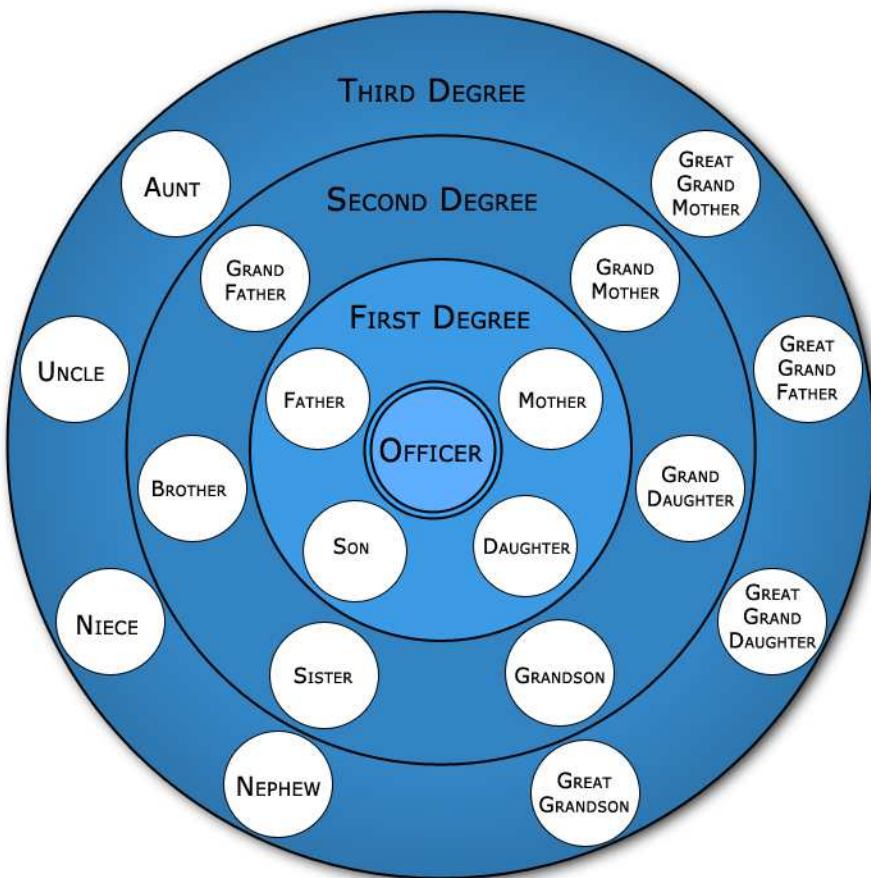 Third Degree
Aunt
Great
Grand
Mother
Second Degree
Grand
Father
Grand
Mother
First Degree
Uncle
Great
Grand
Father
Father
Mother
Officer
Brother
Grand
Daughter
Son
Daughter
Niece
Great
Grand
Daughter
Sister
Grandson
Nephew
Great
Grandson